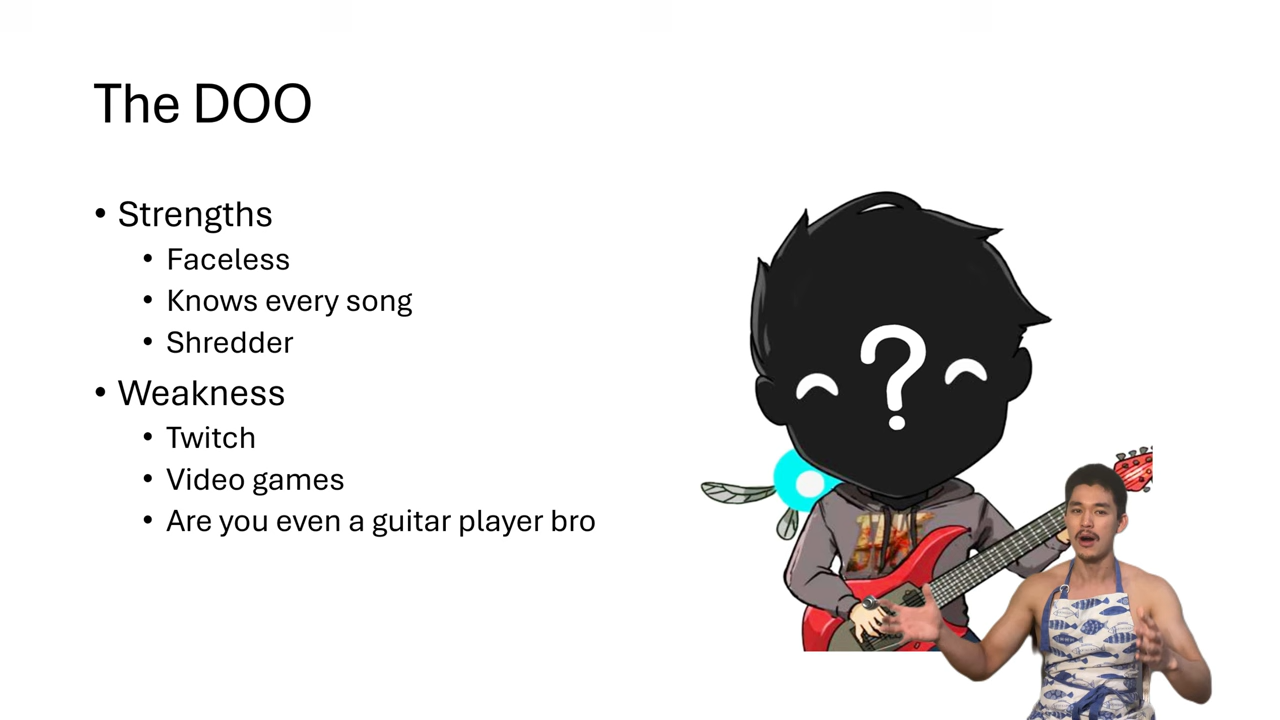 The DOO
• Strengths
• Faceless
• Knows every song
• Shredder
• Weakness
• Twitch
• Video games
• Are you even a guitar player bro
?